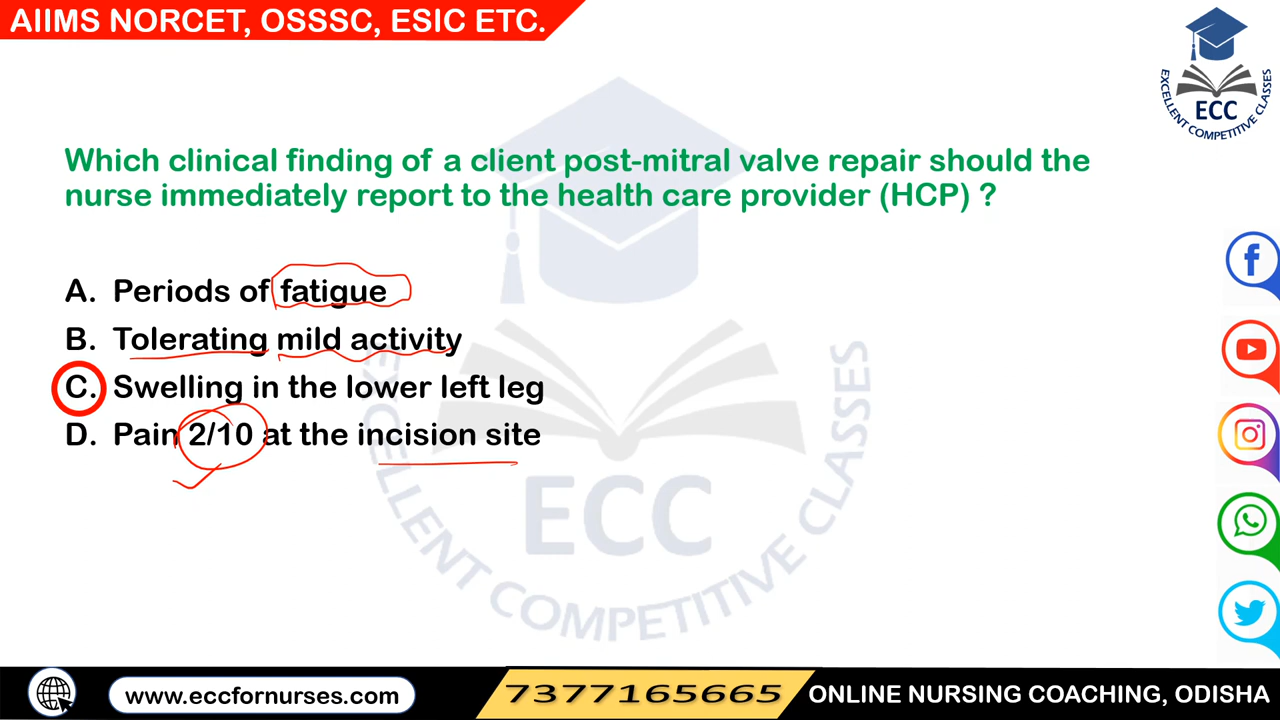 AIIMS NORCET, OSSSC, ESIC ETC.
EXCELLENT COMPETITIVE CLASSES
ECC
Which clinical finding of a client post-mitral valve repair should the
nurse immediately report to the health care provider (HCP) ?
A. Periods of fatigue
B. Tolerating mild activity
C. Swelling in the lower left leg
D. Pain 2/10 at the incision site
ECC
EXCELLENT COMPETITIVE CLASSES
www.eccfornurses.com
7377165665
ONLINE NURSING COACHING, ODISHA